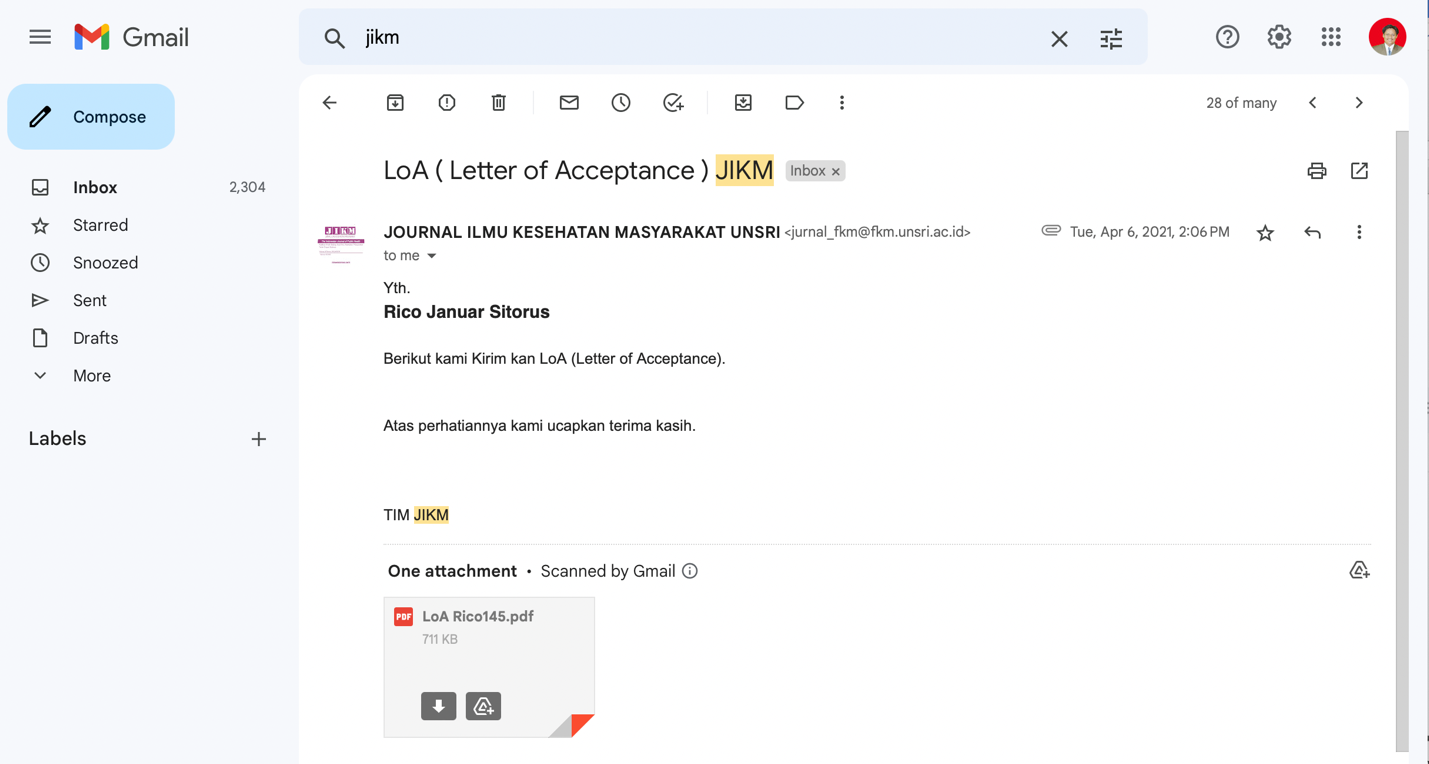 Gmail
jikm
Compose
28 of many
LoA ( Letter of Acceptance ) JIKM Inbox ×
Inbox 2,304
Starred
Snoozed
Sent
Drafts
More
Labels
JIKM
JOURNAL ILMU KESEHATAN MASYARAKAT UNSRI <jurnal_fkm@fkm.unsri.ac.id>
Tue, Apr 6, 2021, 2:06 PM
to me
Yth.
Rico Januar Sitorus
Berikut kami Kirim kan LoA (Letter of Acceptance).
Atas perhatiannya kami ucapkan terima kasih.
TIM JIKM
One attachment • Scanned by Gmail
PDF LoA Rico145.pdf
711 KB